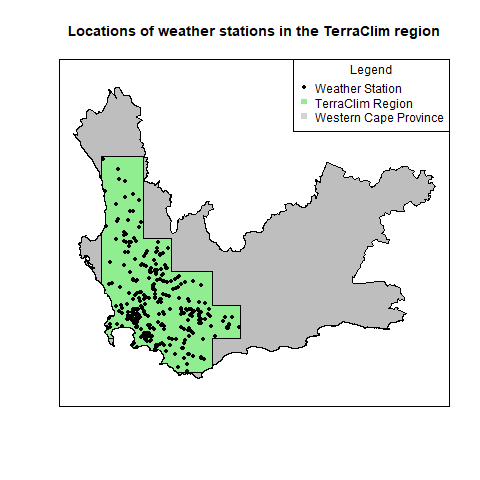 Locations of weather stations in the TerraClim region
Legend
Weather Station
TerraClim Region
Western Cape Province